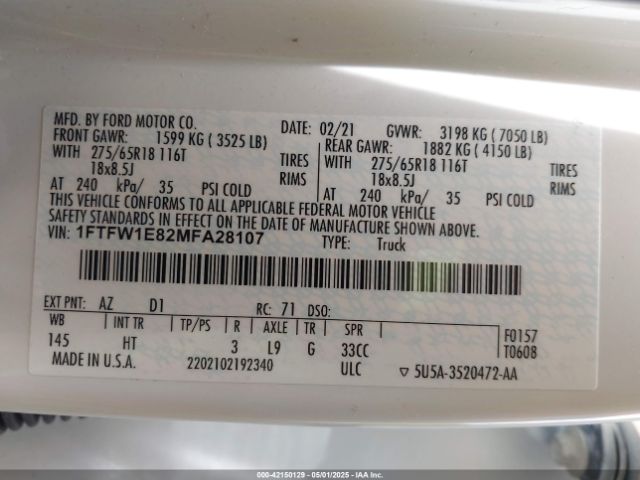 MFD. BY FORD MOTOR CO.
DATE: 02/21 GVWR: 3198 KG ( 7050 LB)
FRONT GAWR: 1599 KG ( 3525 LB) REAR GAWR: 1882 KG ( 4150 LB)
WITH 275/65R18 116T TIRES WITH 275/65R18 116T TIRES
18x8.5J RIMS 18x8.5J RIMS
AT 240 kPa/ 35 PSI COLD AT 240 kPa/ 35 PSI COLD
THIS VEHICLE CONFORMS TO ALL APPLICABLE FEDERAL MOTOR VEHICLE
SAFETY STANDARDS IN EFFECT ON THE DATE OF MANUFACTURE SHOWN ABOVE.
VIN: 1FTFW1E82MFA28107 TYPE: Truck
EXT PNT: AZ D1 RC: 71 DSO:
WB INT TR TP/PS R AXLE TR SPR F0157
145 HT 3 L9 G 33CC T0608
MADE IN U.S.A. 2202102192340 ULC ▽ 5U5A-3520472-AA
000-42150129 - 05/01/2025 - IAA, Inc.